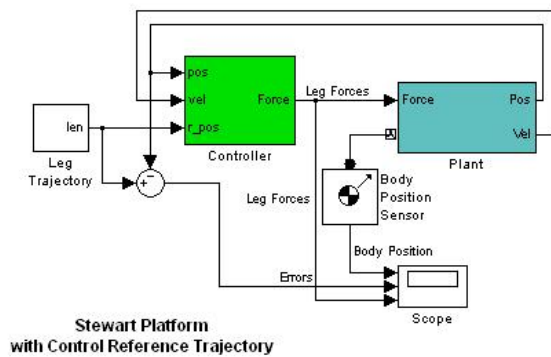 pos
vel
r_pos
Force
Controller
len
Leg
Trajectory
Leg Forces
Force
Pos
Vel
Plant
Body
Position
Sensor
Leg Forces
Body Position
Errors
Scope
Stewart Platform
with Control Reference Trajectory